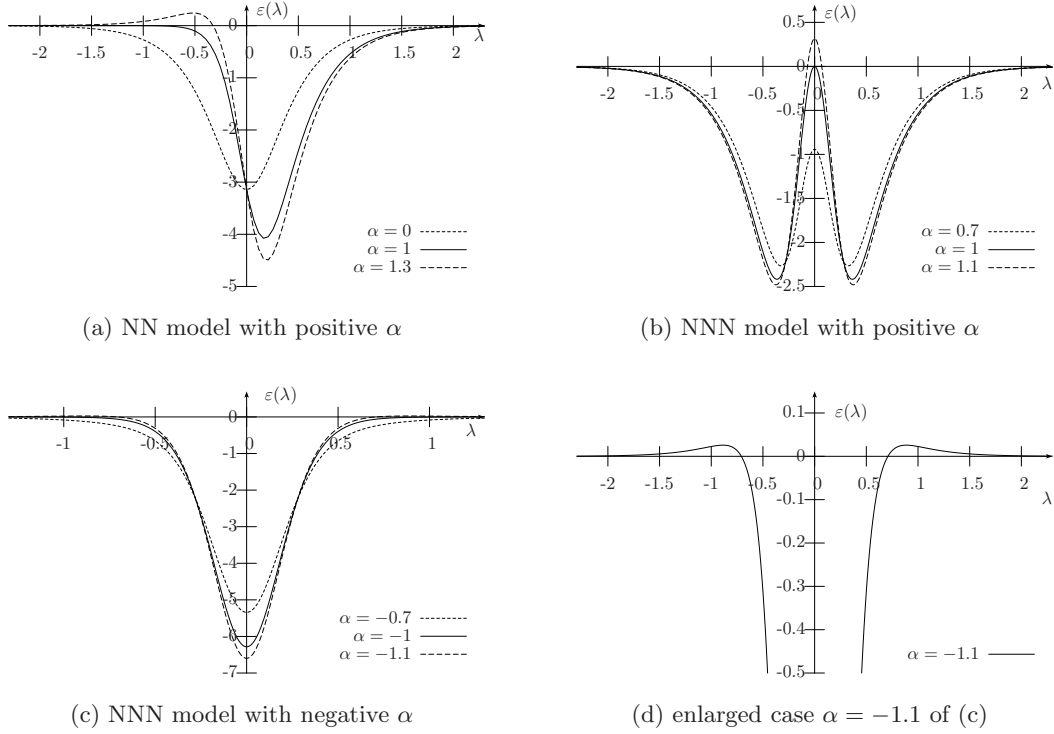 ε(λ)
0
-2 -1.5 -1 -0.5 0 0.5 1 1.5 2 λ
-1
-2
-3
-4
-5
α = 0
α = 1
α = 1.3
(a) NN model with positive α
ε(λ)
0.5
0
-2 -1.5 -1 -0.5 0 0.5 1 1.5 2 λ
-0.5
-1
-1.5
-2
-2.5
α = 0.7
α = 1
α = 1.1
(b) NNN model with positive α
ε(λ)
0
-1 -0.5 0 0.5 1 λ
-1
-2
-3
-4
-5
-6
-7
α = −0.7
α = −1
α = −1.1
(c) NNN model with negative α
ε(λ)
0.1
0
-2 -1.5 -1 -0.5 0 0.5 1 1.5 2 λ
-0.1
-0.2
-0.3
-0.4
-0.5
α = −1.1
(d) enlarged case α = −1.1 of (c)